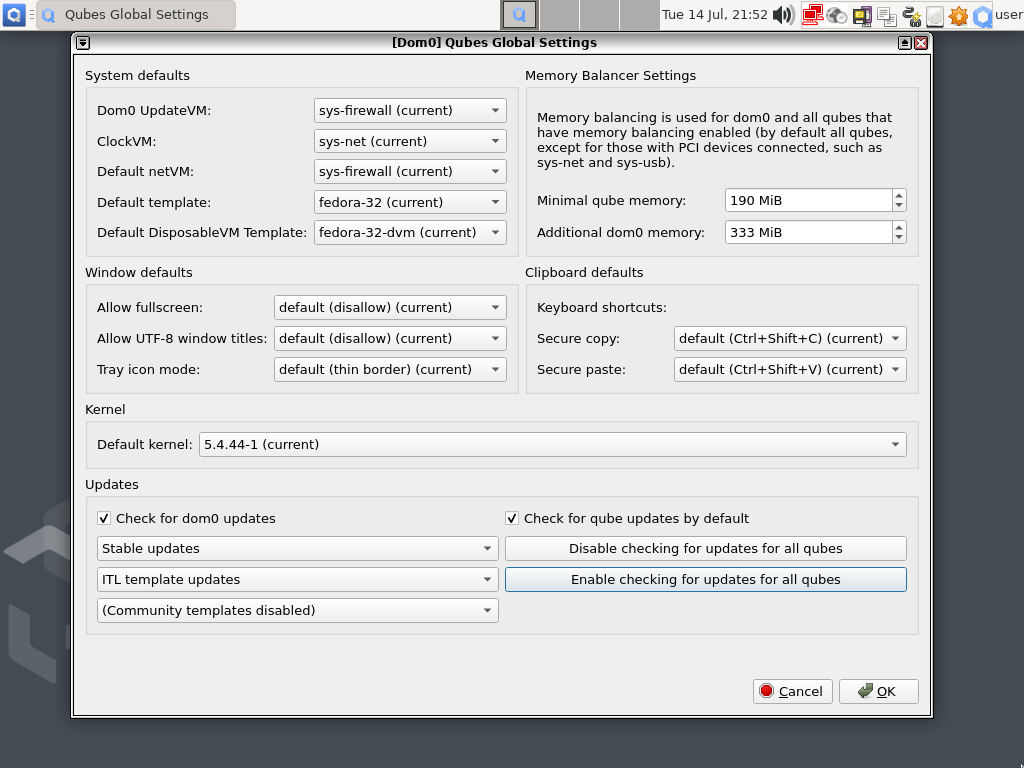 Qubes Global Settings
Tue 14 Jul, 21:52
user
[Dom0] Qubes Global Settings
System defaults
Dom0 UpdateVM:
sys-firewall (current)
ClockVM:
sys-net (current)
Default netVM:
sys-firewall (current)
Default template:
fedora-32 (current)
Default DisposableVM Template:
fedora-32-dvm (current)
Memory Balancer Settings
Memory balancing is used for dom0 and all qubes that
have memory balancing enabled (by default all qubes,
except for those with PCI devices connected, such as
sys-net and sys-usb).
Minimal qube memory:
190 MiB
Additional dom0 memory:
333 MiB
Window defaults
Allow fullscreen:
default (disallow) (current)
Allow UTF-8 window titles:
default (disallow) (current)
Tray icon mode:
default (thin border) (current)
Clipboard defaults
Keyboard shortcuts:
Secure copy:
default (Ctrl+Shift+C) (current)
Secure paste:
default (Ctrl+Shift+V) (current)
Kernel
Default kernel:
5.4.44-1 (current)
Updates
Check for dom0 updates
Stable updates
ITL template updates
(Community templates disabled)
Check for qube updates by default
Disable checking for updates for all qubes
Enable checking for updates for all qubes
Cancel
OK